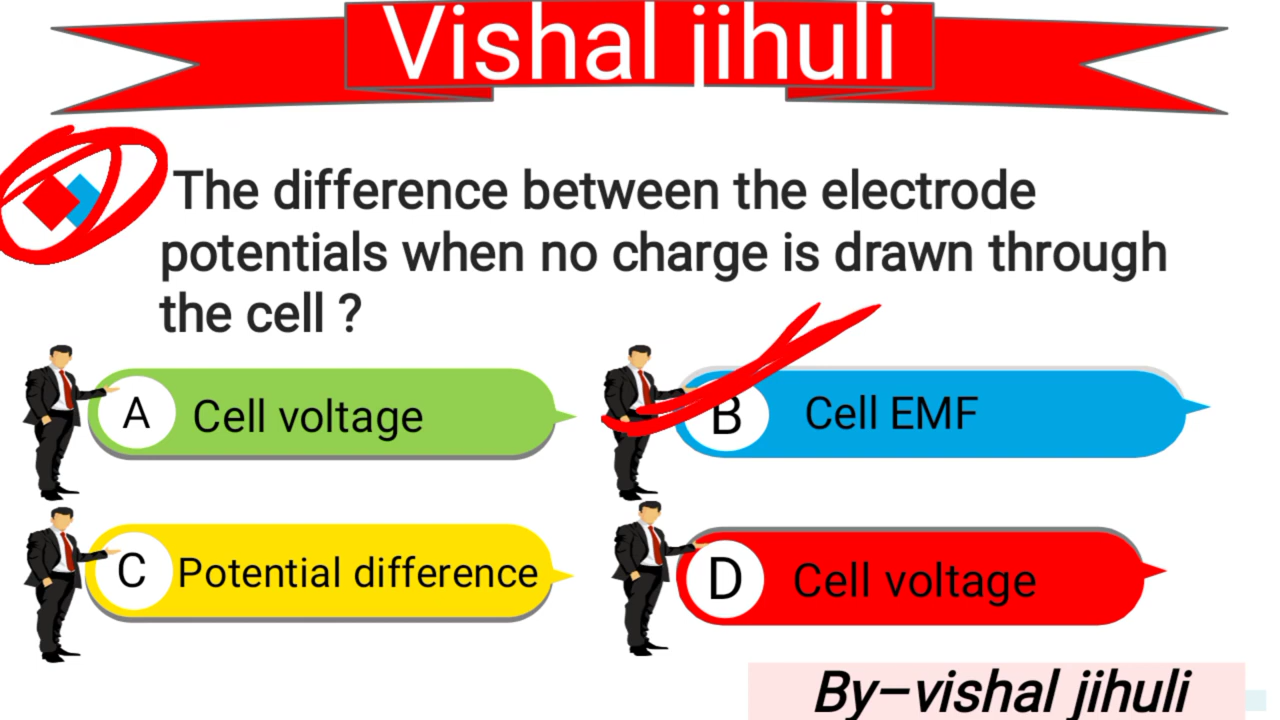 Vishal jihuli
The difference between the electrode
potentials when no charge is drawn through
the cell ?
A Cell voltage
B Cell EMF
C Potential difference
D Cell voltage
By–vishal jihuli